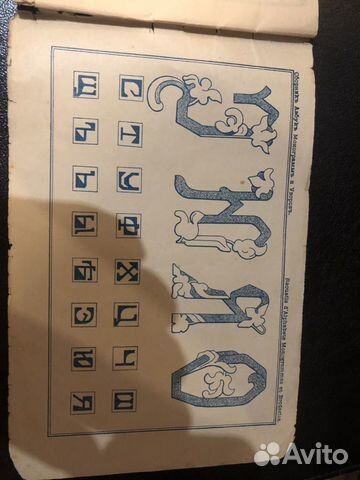 Сборникъ Азбукъ Монограммъ и Узоровъ.
Recueils d'Alphabets Monogrammes et Broderie
Ю Я Ѳ
С Т У Ф Х Ц Ч Ш
Щ Ъ Ь Ы Ѣ Э Ю Я
Avito